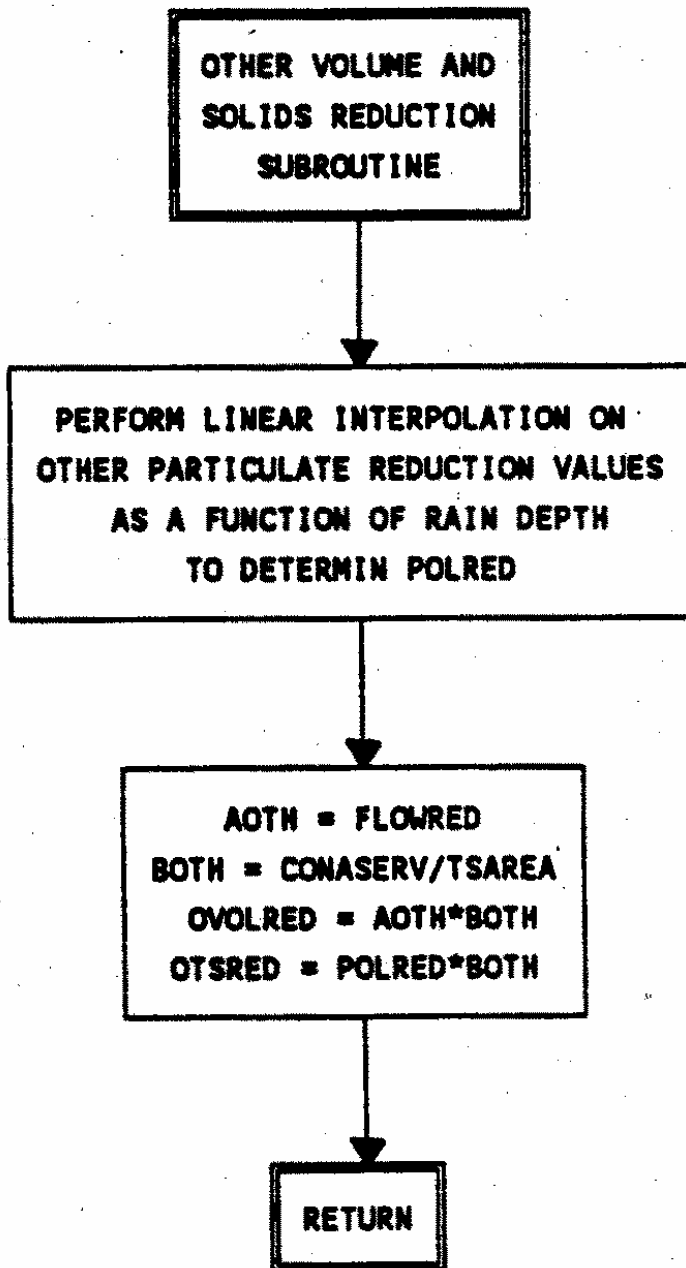 OTHER VOLUME AND
SOLIDS REDUCTION
SUBROUTINE
PERFORM LINEAR INTERPOLATION ON
OTHER PARTICULATE REDUCTION VALUES
AS A FUNCTION OF RAIN DEPTH
TO DETERMIN POLRED
AOTH = FLOWRED
BOTH = CONASERV/TSAREA
OVOLRED = AOTH*BOTH
OTSRED = POLRED*BOTH
RETURN